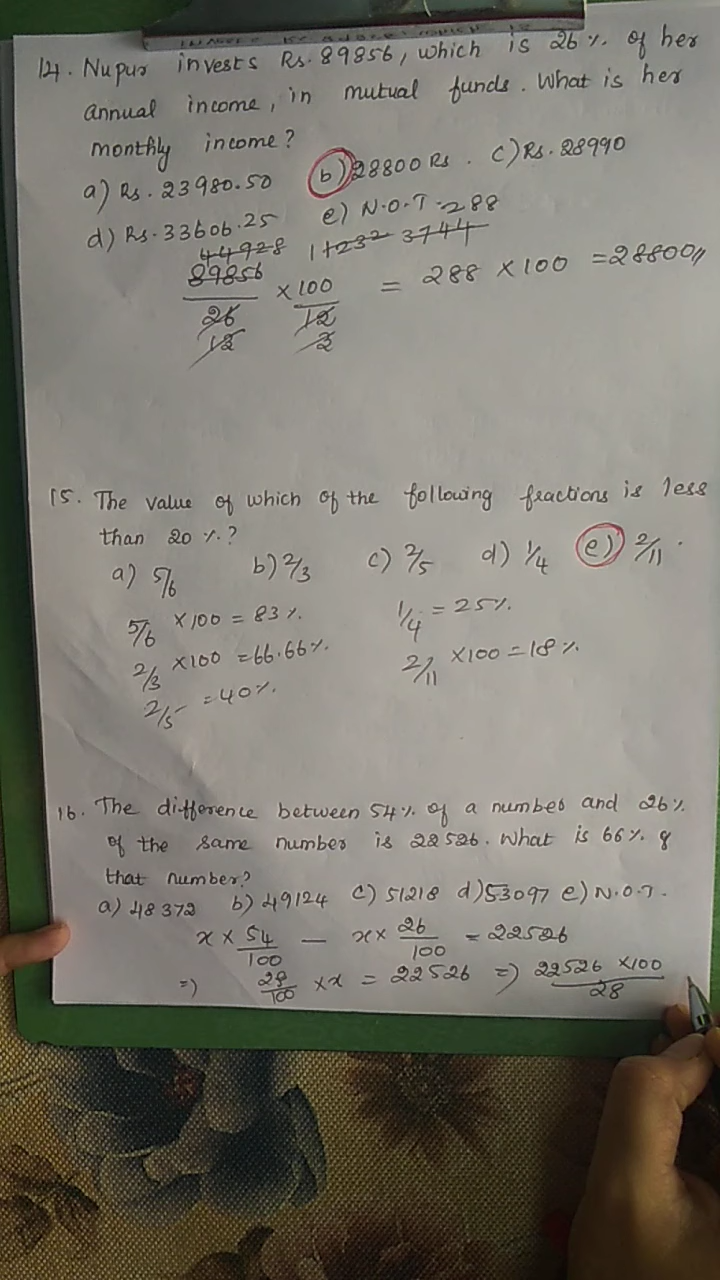 14. Nupur invests Rs. 89856, which is 26%. of her
annual income, in mutual funds. What is her
monthly income?
a) Rs. 23980.50 b) 28800 Rs. c) Rs. 28990
d) Rs. 33606.25 e) N.O.T 288
44928 1+232 3744
89856 × 100 = 288 × 100 = 28800//
26 12
12 2
15. The value of which of the following fractions is less
than 20 %.?
a) 5/6 b) 2/3 c) 2/5 d) 1/4 e) 2/11.
5/6 × 100 = 83 %. 1/4 = 25%.
2/3 × 100 = 66.66%. 2/11 × 100 = 18 %.
2/5 = 40%.
16. The difference between 54%. of a number and 26%.
of the same number is 22526. What is 66%. of
that number?
a) 48372 b) 49124 c) 51218 d) 53097 e) N.O.T.
x × 54/100 — x × 26/100 = 22526
=) 28/100 × x = 22526 =) 22526 × 100/28